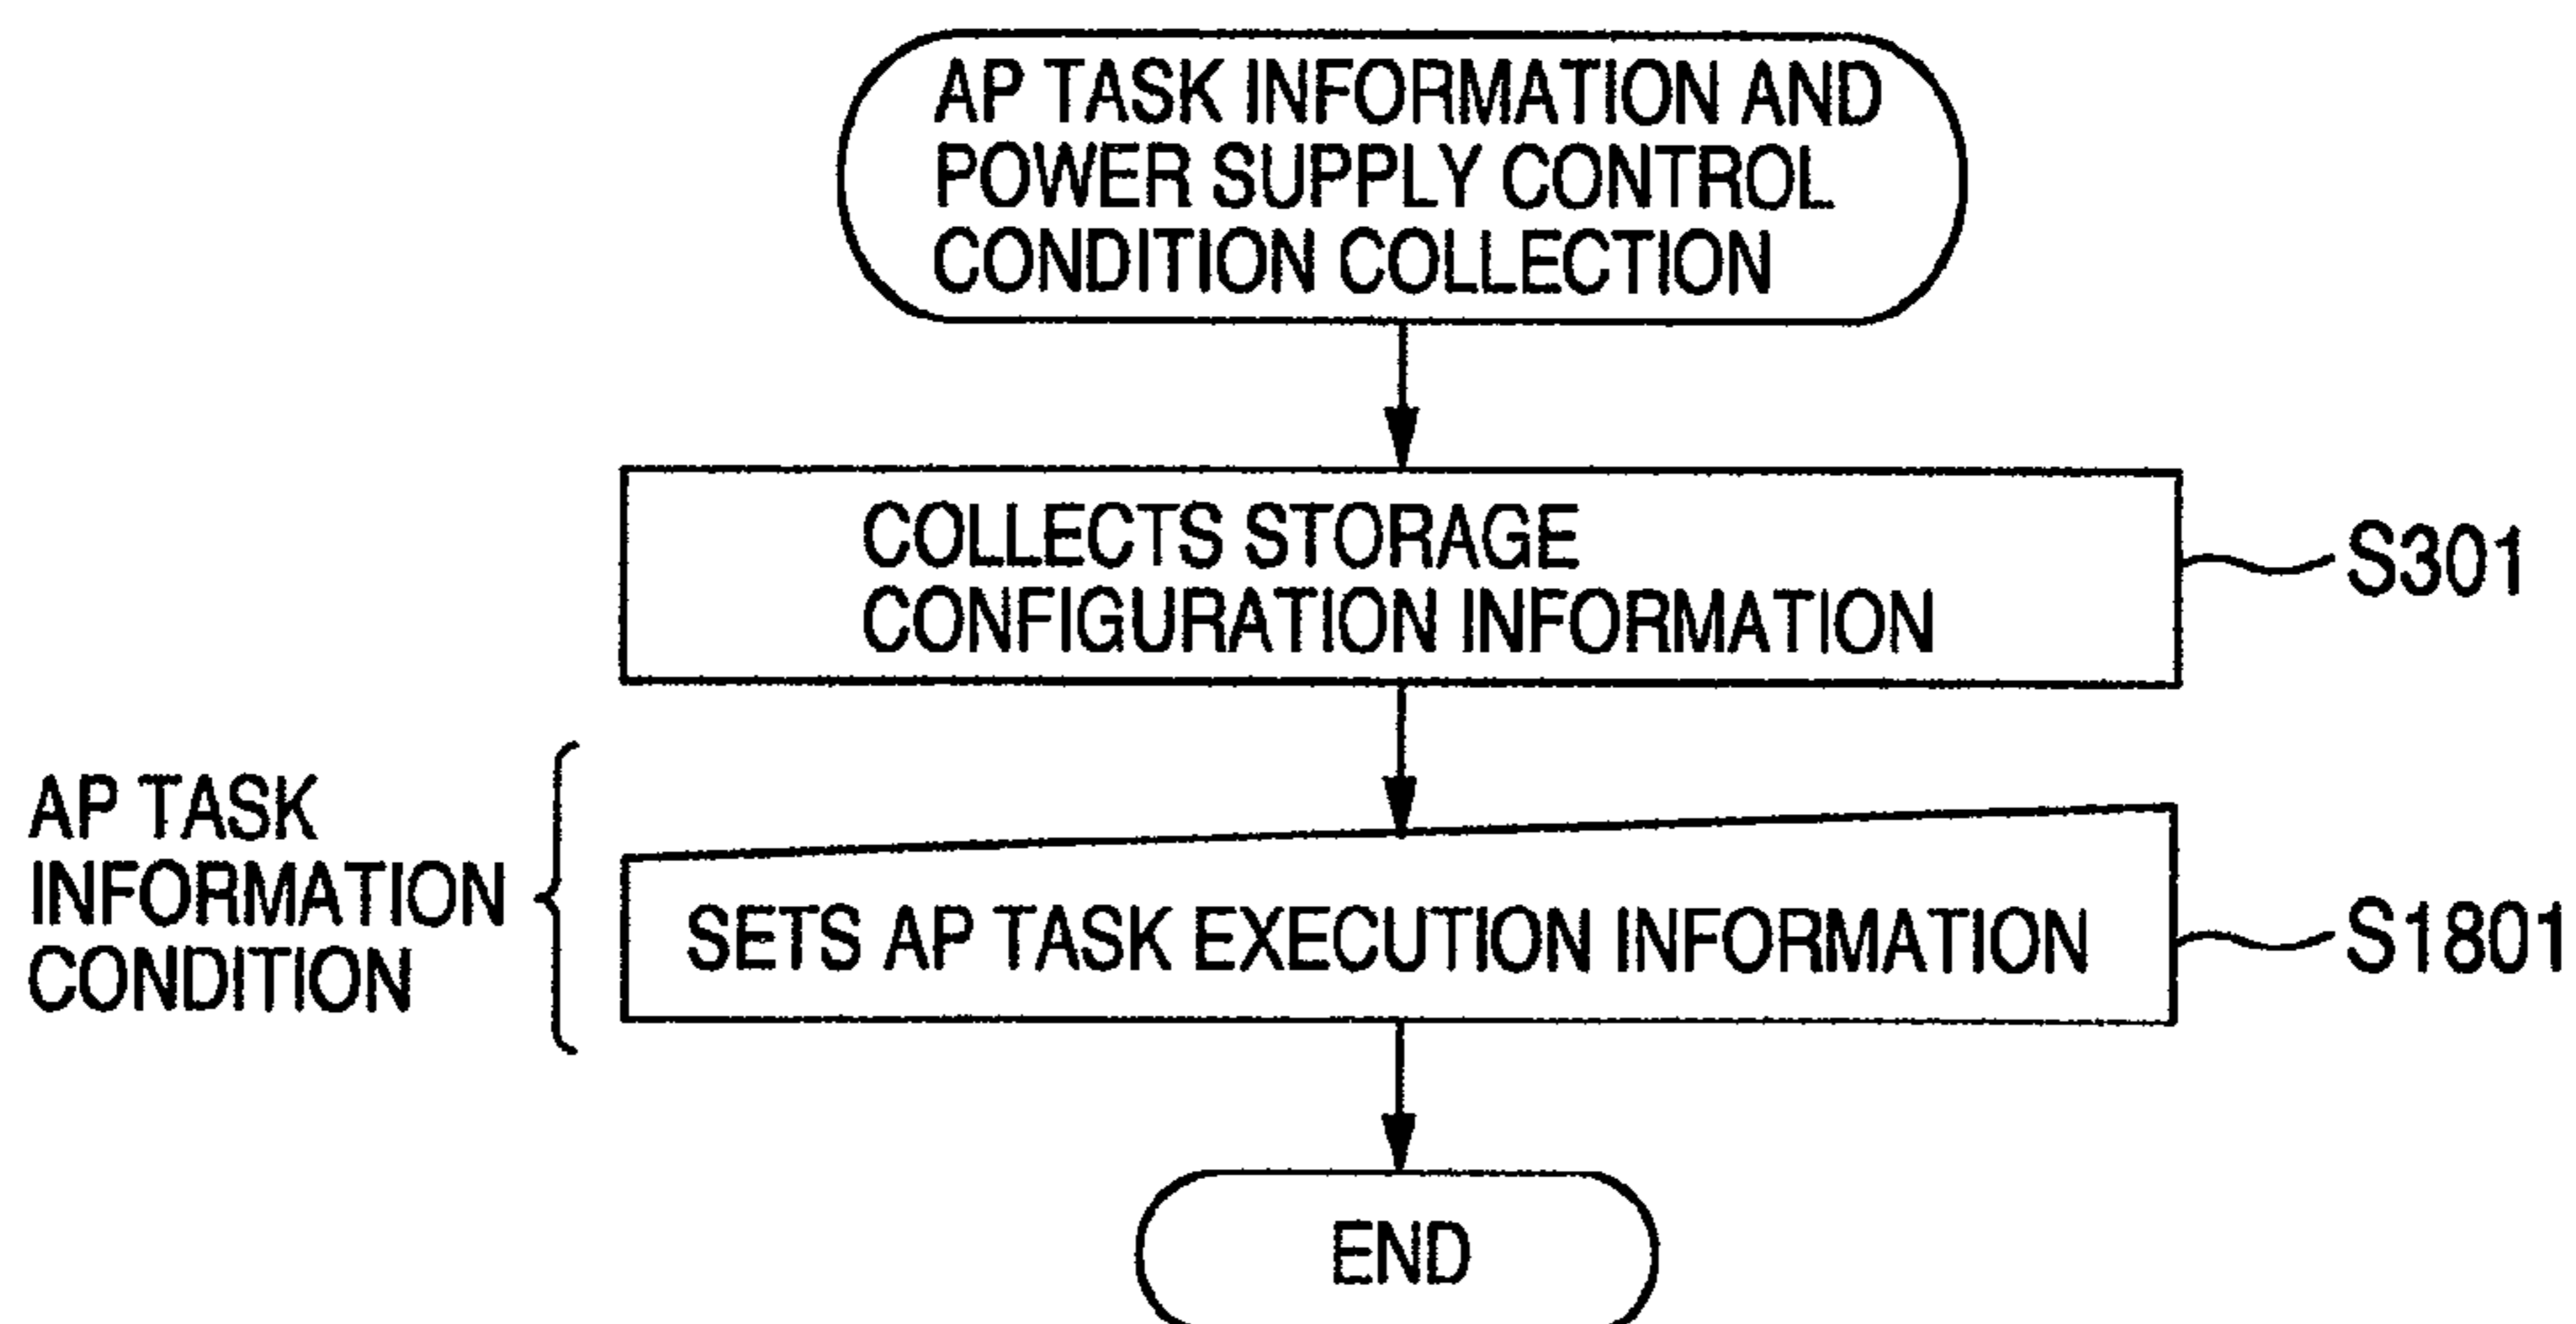 AP TASK INFORMATION AND
POWER SUPPLY CONTROL
CONDITION COLLECTION
COLLECTS STORAGE
CONFIGURATION INFORMATION
S301
AP TASK
INFORMATION
CONDITION
SETS AP TASK EXECUTION INFORMATION
S1801
END